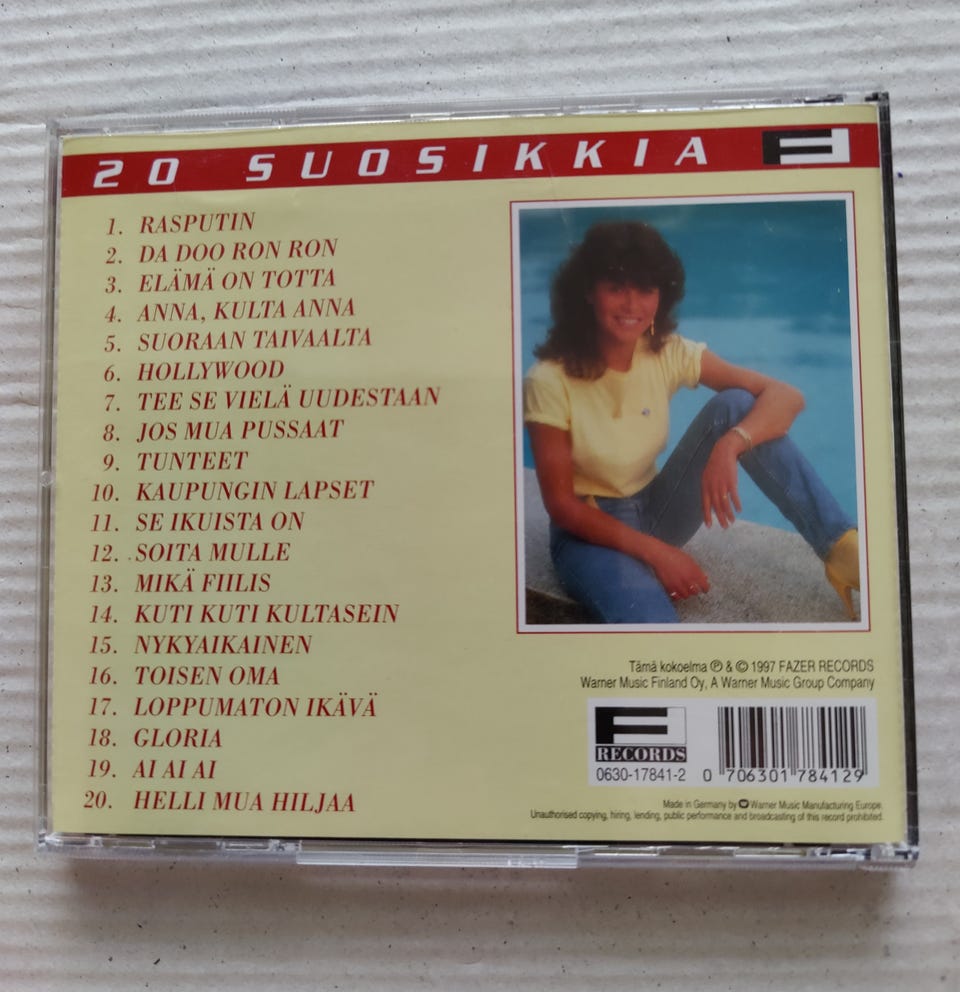 20 SUOSIKKIA F
1. RASPUTIN
2. DA DOO RON RON
3. ELÄMÄ ON TOTTA
4. ANNA, KULTA ANNA
5. SUORAAN TAIVAALTA
6. HOLLYWOOD
7. TEE SE VIELÄ UUDESTAAN
8. JOS MUA PUSSAAT
9. TUNTEET
10. KAUPUNGIN LAPSET
11. SE IKUISTA ON
12. SOITA MULLE
13. MIKÄ FIILIS
14. KUTI KUTI KULTASEIN
15. NYKYAIKAINEN
16. TOISEN OMA
17. LOPPUMATON IKÄVÄ
18. GLORIA
19. AI AI AI
20. HELLI MUA HILJAA
Tämä kokoelma ℗ & © 1997 FAZER RECORDS
Warner Music Finland Oy, A Warner Music Group Company
F
RECORDS
0630-17841-2
0 706301 784129
Made in Germany by Warner Music Manufacturing Europe.
Unauthorised copying, hiring, lending, public performance and broadcasting of this record prohibited.